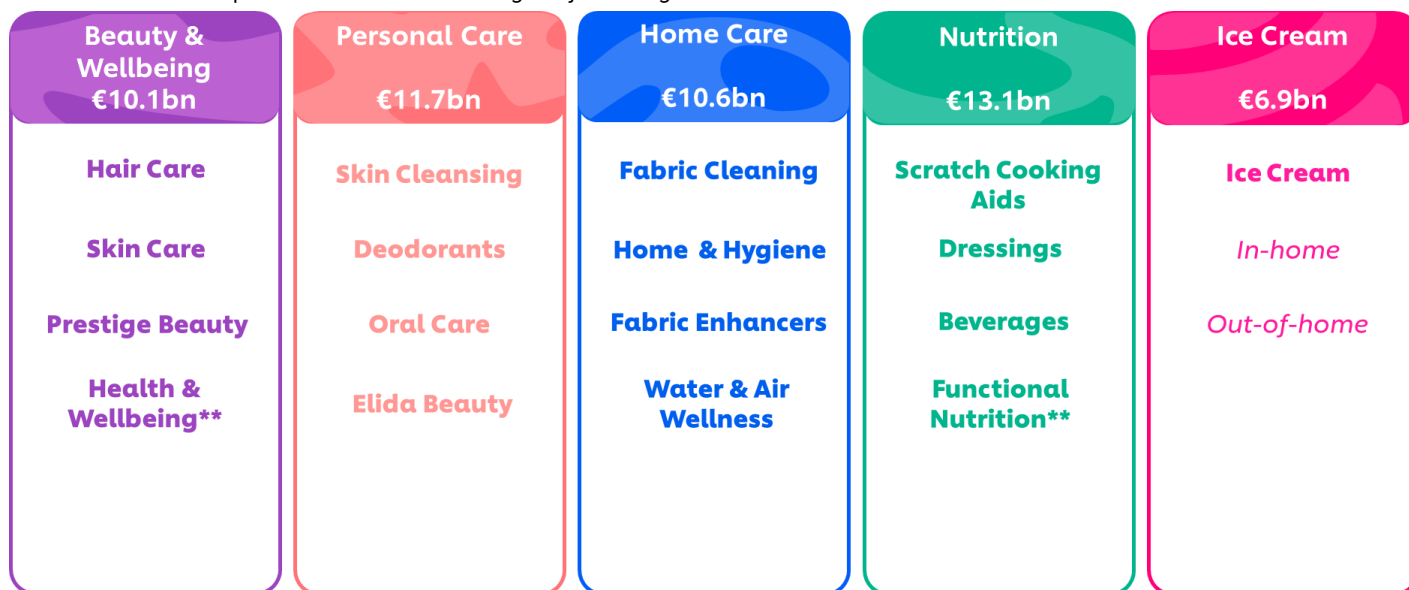 Beauty &
Wellbeing
€10.1bn
Hair Care
Skin Care
Prestige Beauty
Health &
Wellbeing**
Personal Care
€11.7bn
Skin Cleansing
Deodorants
Oral Care
Elida Beauty
Home Care
€10.6bn
Fabric Cleaning
Home & Hygiene
Fabric Enhancers
Water & Air
Wellness
Nutrition
€13.1bn
Scratch Cooking
Aids
Dressings
Beverages
Functional
Nutrition**
Ice Cream
€6.9bn
Ice Cream
In-home
Out-of-home